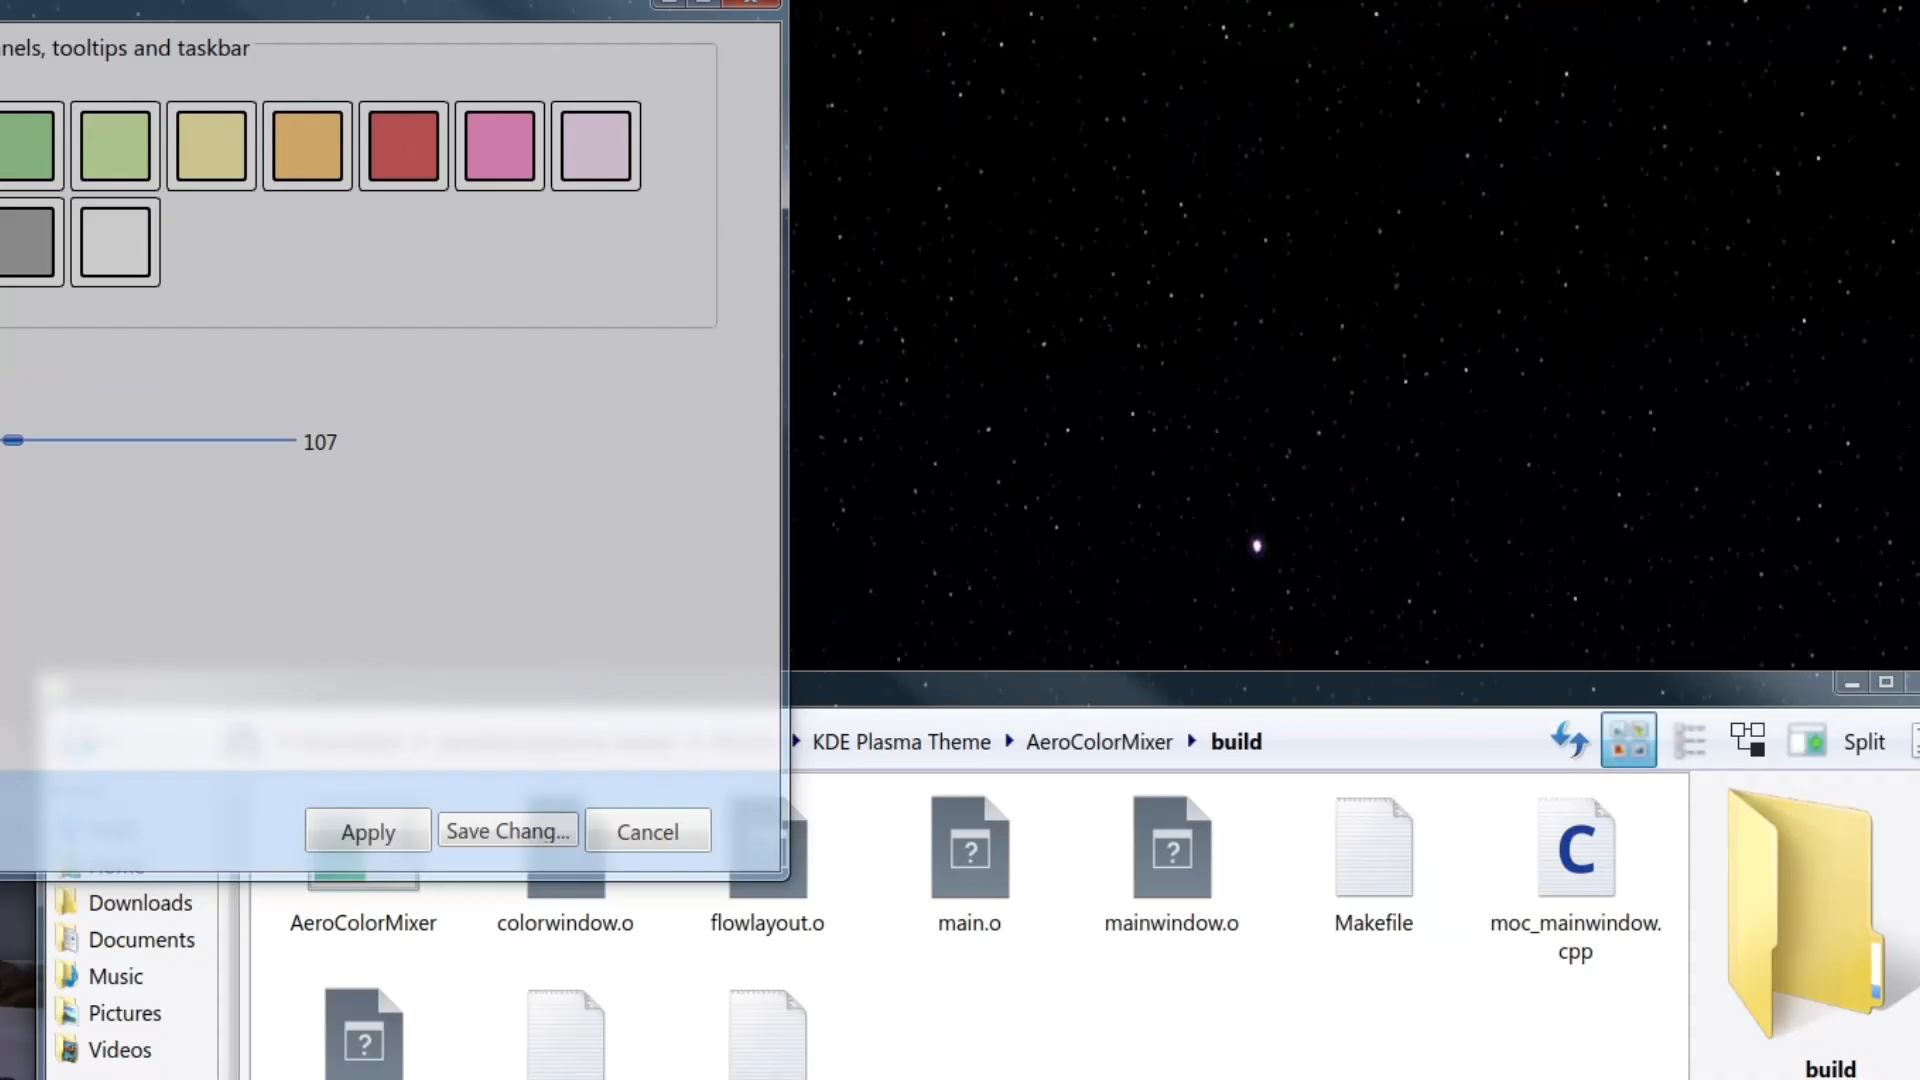 nels, tooltips and taskbar
107
KDE Plasma Theme AeroColorMixer build
Split
Apply Save Chang... Cancel
Downloads
Documents
Music
Pictures
Videos
AeroColorMixer
colorwindow.o
flowlayout.o
main.o
mainwindow.o
Makefile
moc_mainwindow.
cpp
build